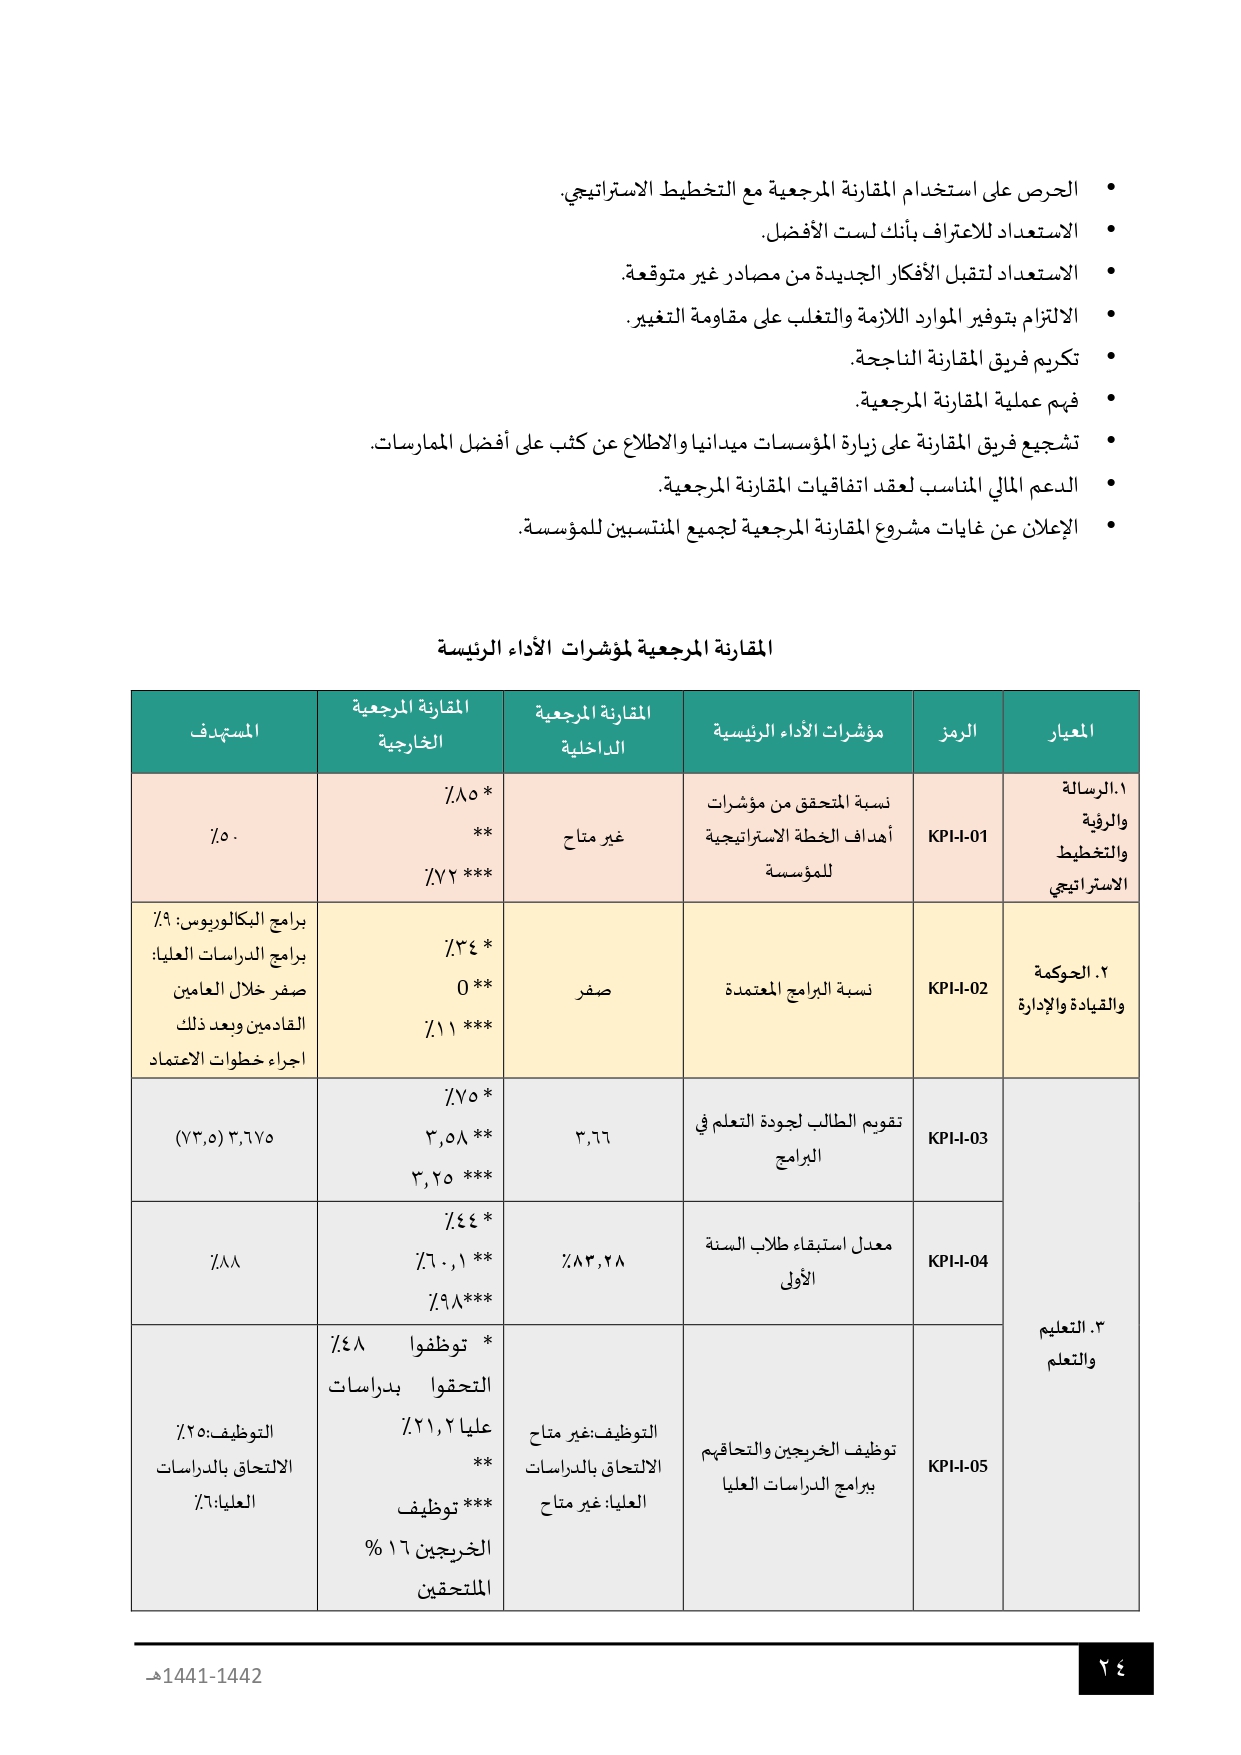 • الحرص على استخدام المقارنة المرجعية مع التخطيط الاستراتيجي.
• الاستعداد للاعتراف بأنك لست الأفضل.
• الاستعداد لتقبل الأفكار الجديدة من مصادر غير متوقعة.
• الالتزام بتوفير الموارد اللازمة والتغلب على مقاومة التغيير.
• تكريم فريق المقارنة الناجحة.
• فهم عملية المقارنة المرجعية.
• تشجيع فريق المقارنة على زيارة المؤسسات ميدانيا والاطلاع عن كثب على أفضل الممارسات.
• الدعم المالي المناسب لعقد اتفاقيات المقارنة المرجعية.
• الإعلان عن غايات مشروع المقارنة المرجعية لجميع المنتسبين للمؤسسة.
المقارنة المرجعية لمؤشرات الأداء الرئيسة
المعيار
الرمز
مؤشرات الأداء الرئيسية
المقارنة المرجعية
الداخلية
المقارنة المرجعية
الخارجية
المستهدف
١.الرسالة
والرؤية
والتخطيط
الاستراتيجي
KPI-I-01
نسبة المتحقق من مؤشرات
أهداف الخطة الاستراتيجية
للمؤسسة
غير متاح
* ٨٥٪
**
*** ٧٢٪
٥٠٪
٢. الحوكمة
والقيادة والإدارة
KPI-I-02
نسبة البرامج المعتمدة
صفر
* ٣٤٪
** 0
*** ١١٪
برامج البكالوريوس: ٩٪
برامج الدراسات العليا:
صفر خلال العامين
القادمين وبعد ذلك
اجراء خطوات الاعتماد
٣. التعليم
والتعلم
KPI-I-03
تقويم الطالب لجودة التعلم في
البرامج
٣,٦٦
* ٧٥٪
** ٣,٥٨
*** ٣,٢٥
٣,٦٧٥ (٧٣,٥)
KPI-I-04
معدل استبقاء طلاب السنة
الأولى
٨٣,٢٨٪
* ٤٤٪
** ٦٠,١٪
***٩٨٪
٨٨٪
KPI-I-05
توظيف الخريجين والتحاقهم
ببرامج الدراسات العليا
التوظيف:غير متاح
الالتحاق بالدراسات
العليا: غير متاح
* توظفوا ٤٨٪
التحقوا بدراسات
عليا ٢١,٢٪
**
*** توظيف
الخريجين ١٦ %
الملتحقين
التوظيف:٢٥٪
الالتحاق بالدراسات
العليا:٦٪
٢٤
1441-1442هـ